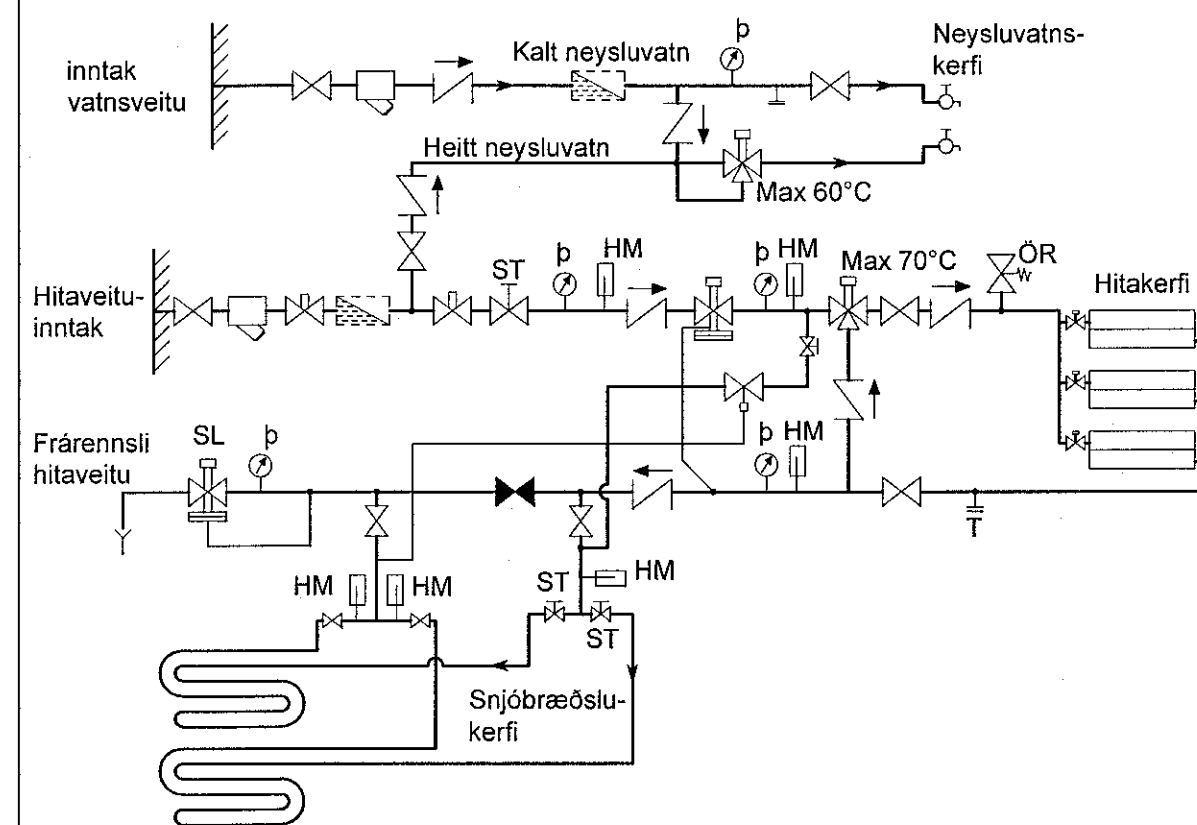 inntak
vatnsveitu
Kalt neysluvatn
þ
Neysluvatns-
kerfi
Heitt neysluvatn
Max 60°C
Hitaveitu-
inntak
ST
þ
HM
þ
HM
Max 70°C
ÖR
Hitakerfi
Frárennsli
hitaveitu
SL
þ
þ
HM
HM
HM
ST
HM
ST
Snjóbræðslu-
kerfi